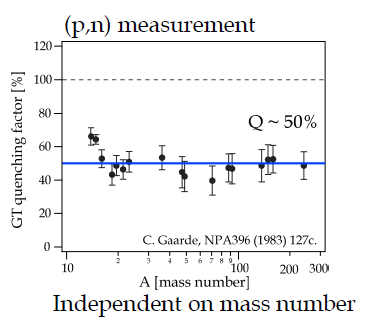 (p,n) measurement
120
100
80
60
40
20
0
GT quenching factor [%]
Q ~ 50%
C. Gaarde, NPA396 (1983) 127c.
10 2 3 4 5 6 7 8 9 100 200 300
A [mass number]
Independent on mass number